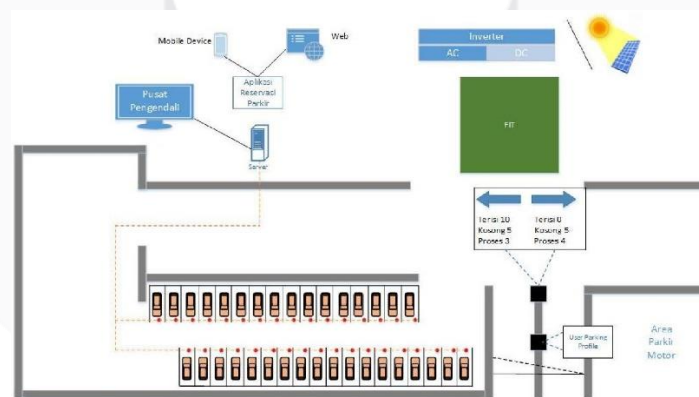 Mobile Device
Web
Inverter
AC
DC
Aplikasi
Reservasi
Parkir
Pusat
Pengendali
Server
FIT
Terisi 10
Kosong 5
Proses 3
Terisi 0
Kosong 5
Proses 4
User Parking
Profile
Area
Parkir
Motor